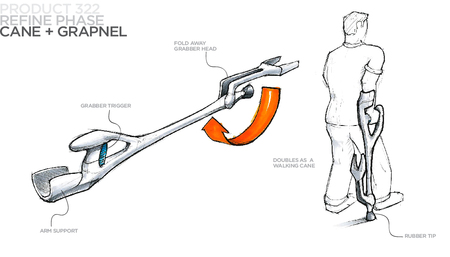 PRODUCT 322
REFINE PHASE
CANE + GRAPNEL
FOLD AWAY
GRABBER HEAD
GRABBER TRIGGER
DOUBLES AS A
WALKING CANE
ARM SUPPORT
RUBBER TIP